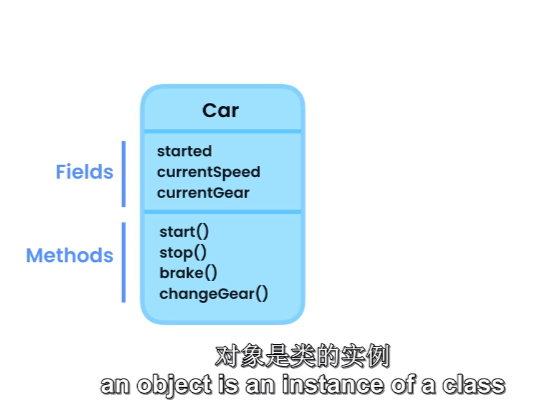 Car
Fields
started
currentSpeed
currentGear
Methods
start()
stop()
brake()
changeGear()
对象是类的实例
an object is an instance of a class